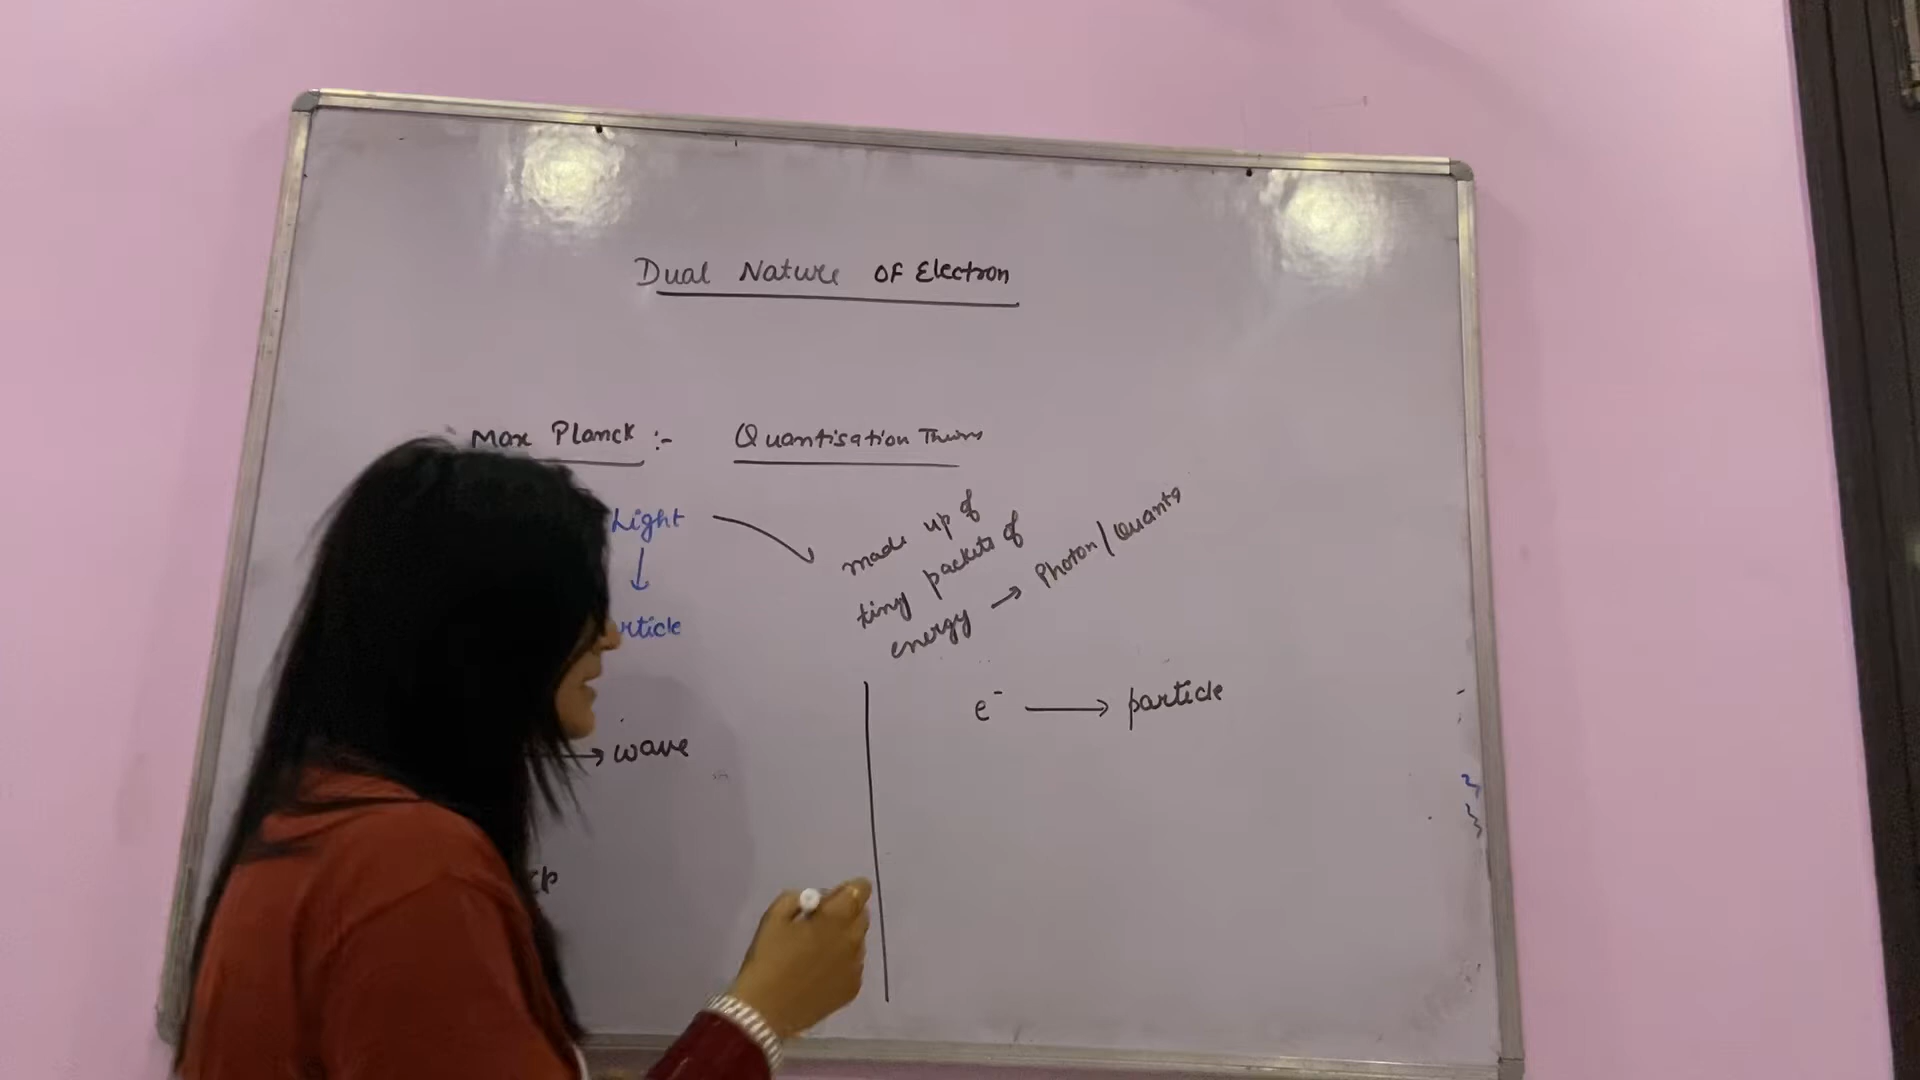 Dual Nature OF Electron
Max Planck :- Quantisation
Light
made up of
tiny packets of
energy → Photon/Quanta
↓
rticle
e⁻ → particle
→ wave